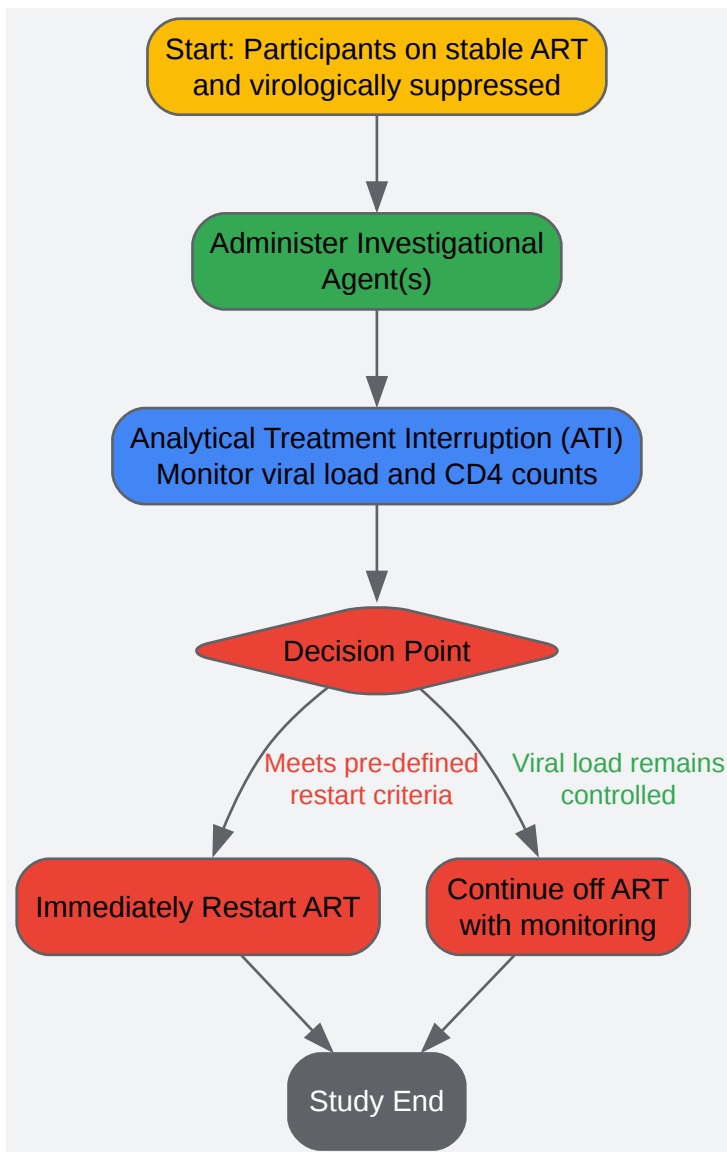 Start: Participants on stable ART
and virologically suppressed
Administer Investigational
Agent(s)
Analytical Treatment Interruption (ATI)
Monitor viral load and CD4 counts
Decision Point
Meets pre-defined
restart criteria
Viral load remains
controlled
Immediately Restart ART
Continue off ART
with monitoring
Study End